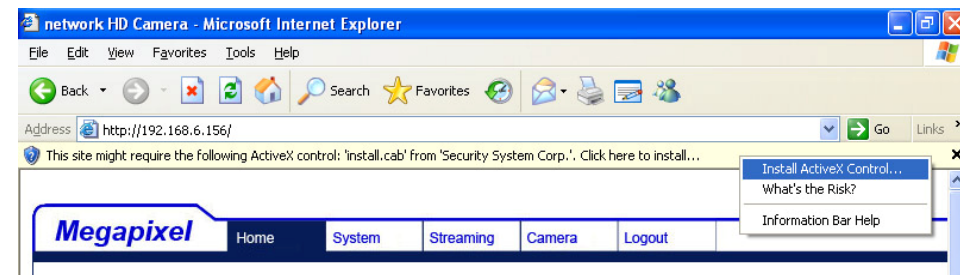 network HD Camera - Microsoft Internet Explorer
File Edit View Favorites Tools Help
Back Search Favorites
Address http://192.168.6.156/ Go Links
This site might require the following ActiveX control: 'install.cab' from 'Security System Corp.'. Click here to install...
Install ActiveX Control...
What's the Risk?
Information Bar Help
Megapixel Home System Streaming Camera Logout